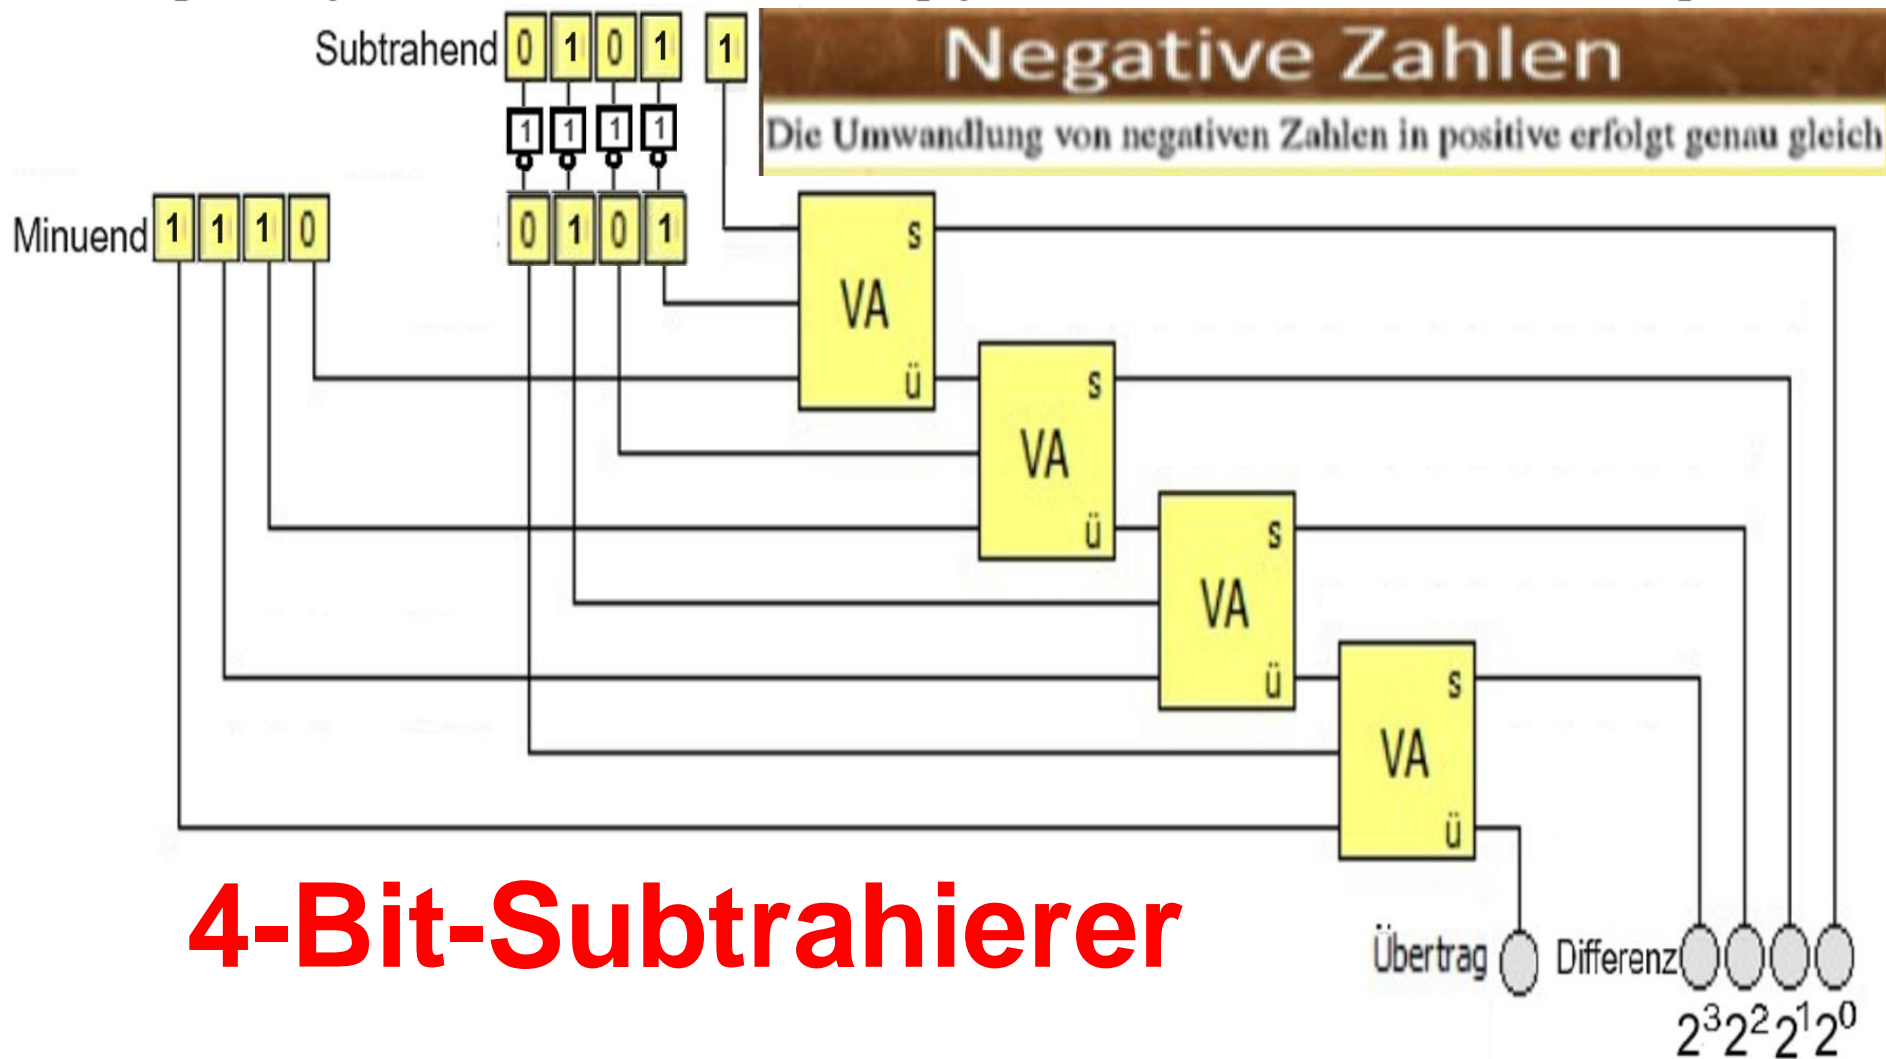 Subtrahend 0 1 0 1 1
Negative Zahlen
Die Umwandlung von negativen Zahlen in positive erfolgt genau gleich
1 1 1 1
Minuend 1 1 1 0 0 1 0 1
s
VA
ü
s
VA
ü
s
VA
ü
s
VA
ü
4-Bit-Subtrahierer
Übertrag Differenz
2³2²2¹2⁰